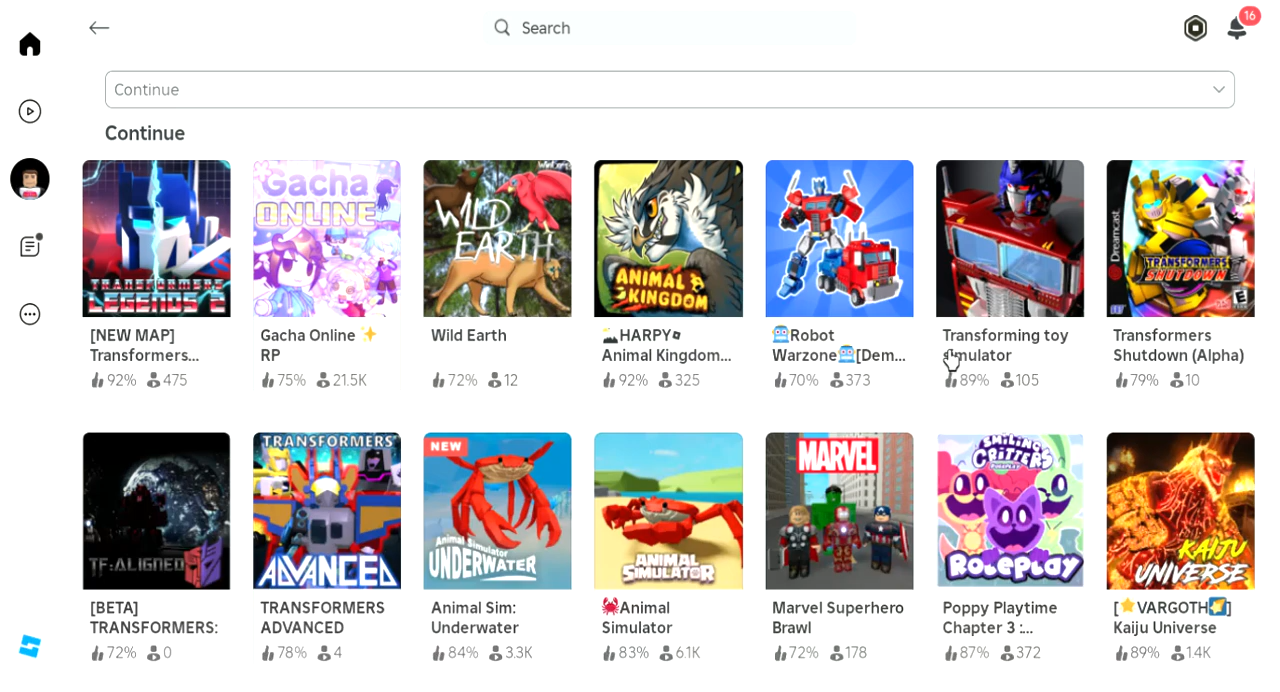 Search
16
Continue
Continue
TRANSFORMERS
LEGENDS 2
Gacha
ONLINE
WILD
EARTH
ANIMAL
KINGDOM
Dreamcast
TRANSFORMERS
SHUTDOWN
E
[NEW MAP]
Transformers...
92% 475
Gacha Online ✨
RP
75% 21.5K
Wild Earth
72% 12
HARPY
Animal Kingdom...
92% 325
🤖Robot
Warzone🤖[Dem...
70% 373
Transforming toy
simulator
89% 105
Transformers
Shutdown (Alpha)
79% 10
TF:ALIGNED
TRANSFORMERS
ADVANCED
NEW
Animal Simulator
UNDERWATER
ANIMAL
SIMULATOR
MARVEL
SMILING
CRITTERS
ROLEPLAY
RolePlay
KAIJU
UNIVERSE
[BETA]
TRANSFORMERS:
72% 0
TRANSFORMERS
ADVANCED
78% 4
Animal Sim:
Underwater
84% 3.3K
🦀Animal
Simulator
83% 6.1K
Marvel Superhero
Brawl
72% 178
Poppy Playtime
Chapter 3 :...
87% 372
[⭐VARGOTH]
Kaiju Universe
89% 1.4K